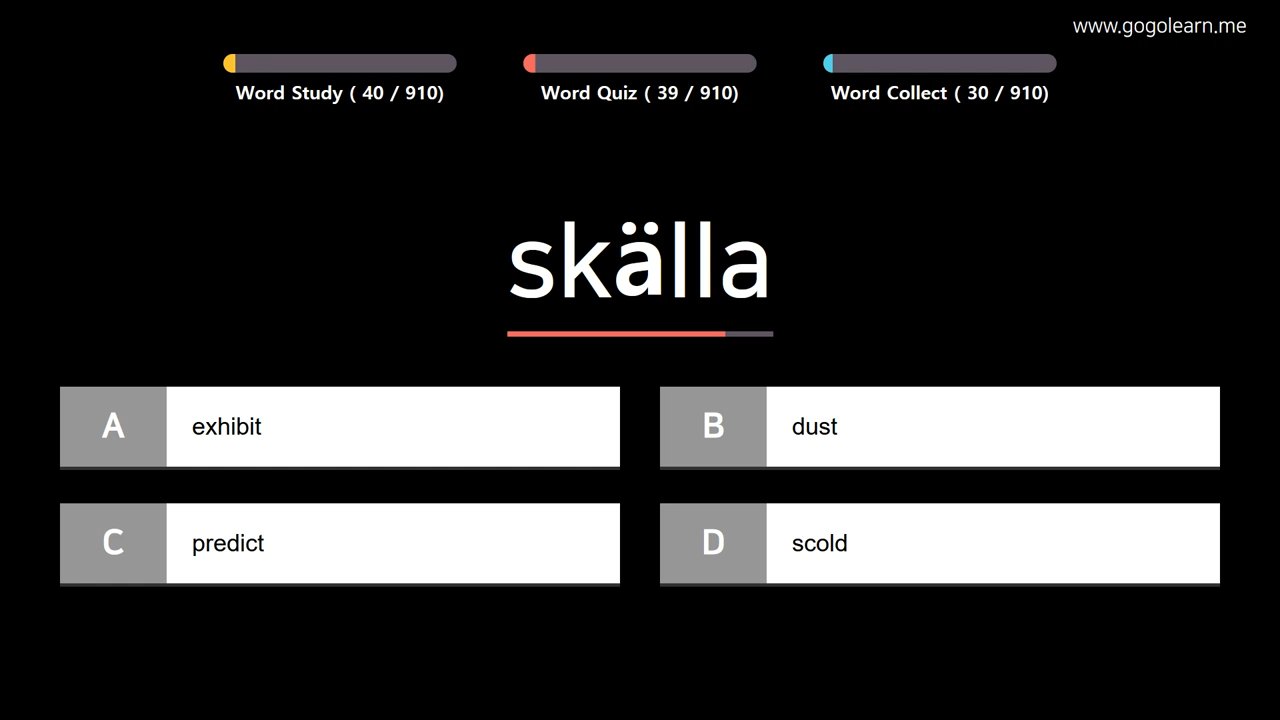 www.gogolearn.me
Word Study ( 40 / 910)
Word Quiz ( 39 / 910)
Word Collect ( 30 / 910)
skälla
A exhibit
B dust
C predict
D scold